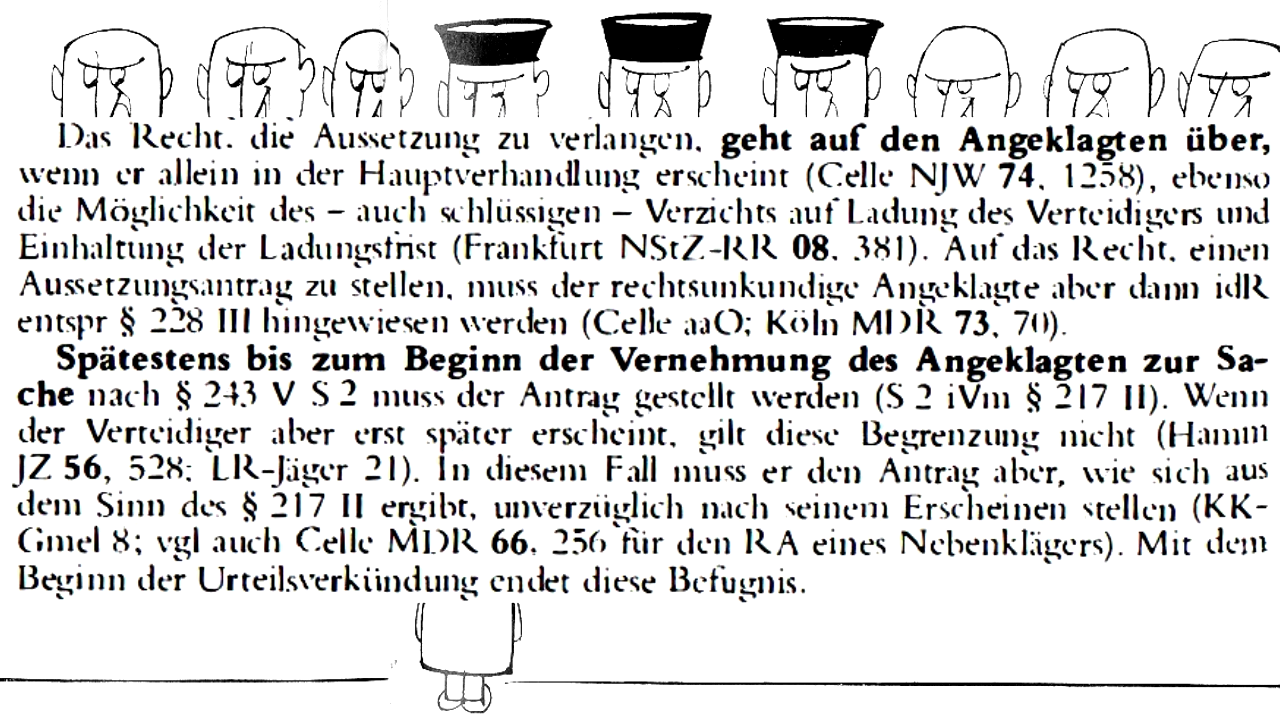 Das Recht, die Aussetzung zu verlangen, geht auf den Angeklagten über,
wenn er allein in der Hauptverhandlung erscheint (Celle NJW 74, 1258), ebenso
die Möglichkeit des – auch schlüssigen – Verzichts auf Ladung des Verteidigers und
Einhaltung der Ladungsfrist (Frankfurt NStZ-RR 08, 381). Auf das Recht, einen
Aussetzungsantrag zu stellen, muss der rechtsunkundige Angeklagte aber dann idR
entspr § 228 III hingewiesen werden (Celle aaO; Köln MDR 73, 70).
Spätestens bis zum Beginn der Vernehmung des Angeklagten zur Sa-
che nach § 243 V S 2 muss der Antrag gestellt werden (S 2 iVm § 217 II). Wenn
der Verteidiger aber erst später erscheint, gilt diese Begrenzung nicht (Hamm
JZ 56, 528; LR-Jäger 21). In diesem Fall muss er den Antrag aber, wie sich aus
dem Sinn des § 217 II ergibt, unverzüglich nach seinem Erscheinen stellen (KK-
Gmel 8; vgl auch Celle MDR 66, 256 für den RA eines Nebenklägers). Mit dem
Beginn der Urteilsverkündung endet diese Befugnis.